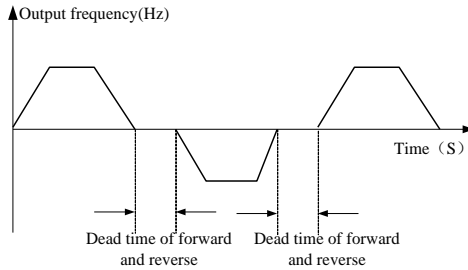 Output frequency(Hz)
Time（S）
Dead time of forward
and reverse
Dead time of forward
and reverse